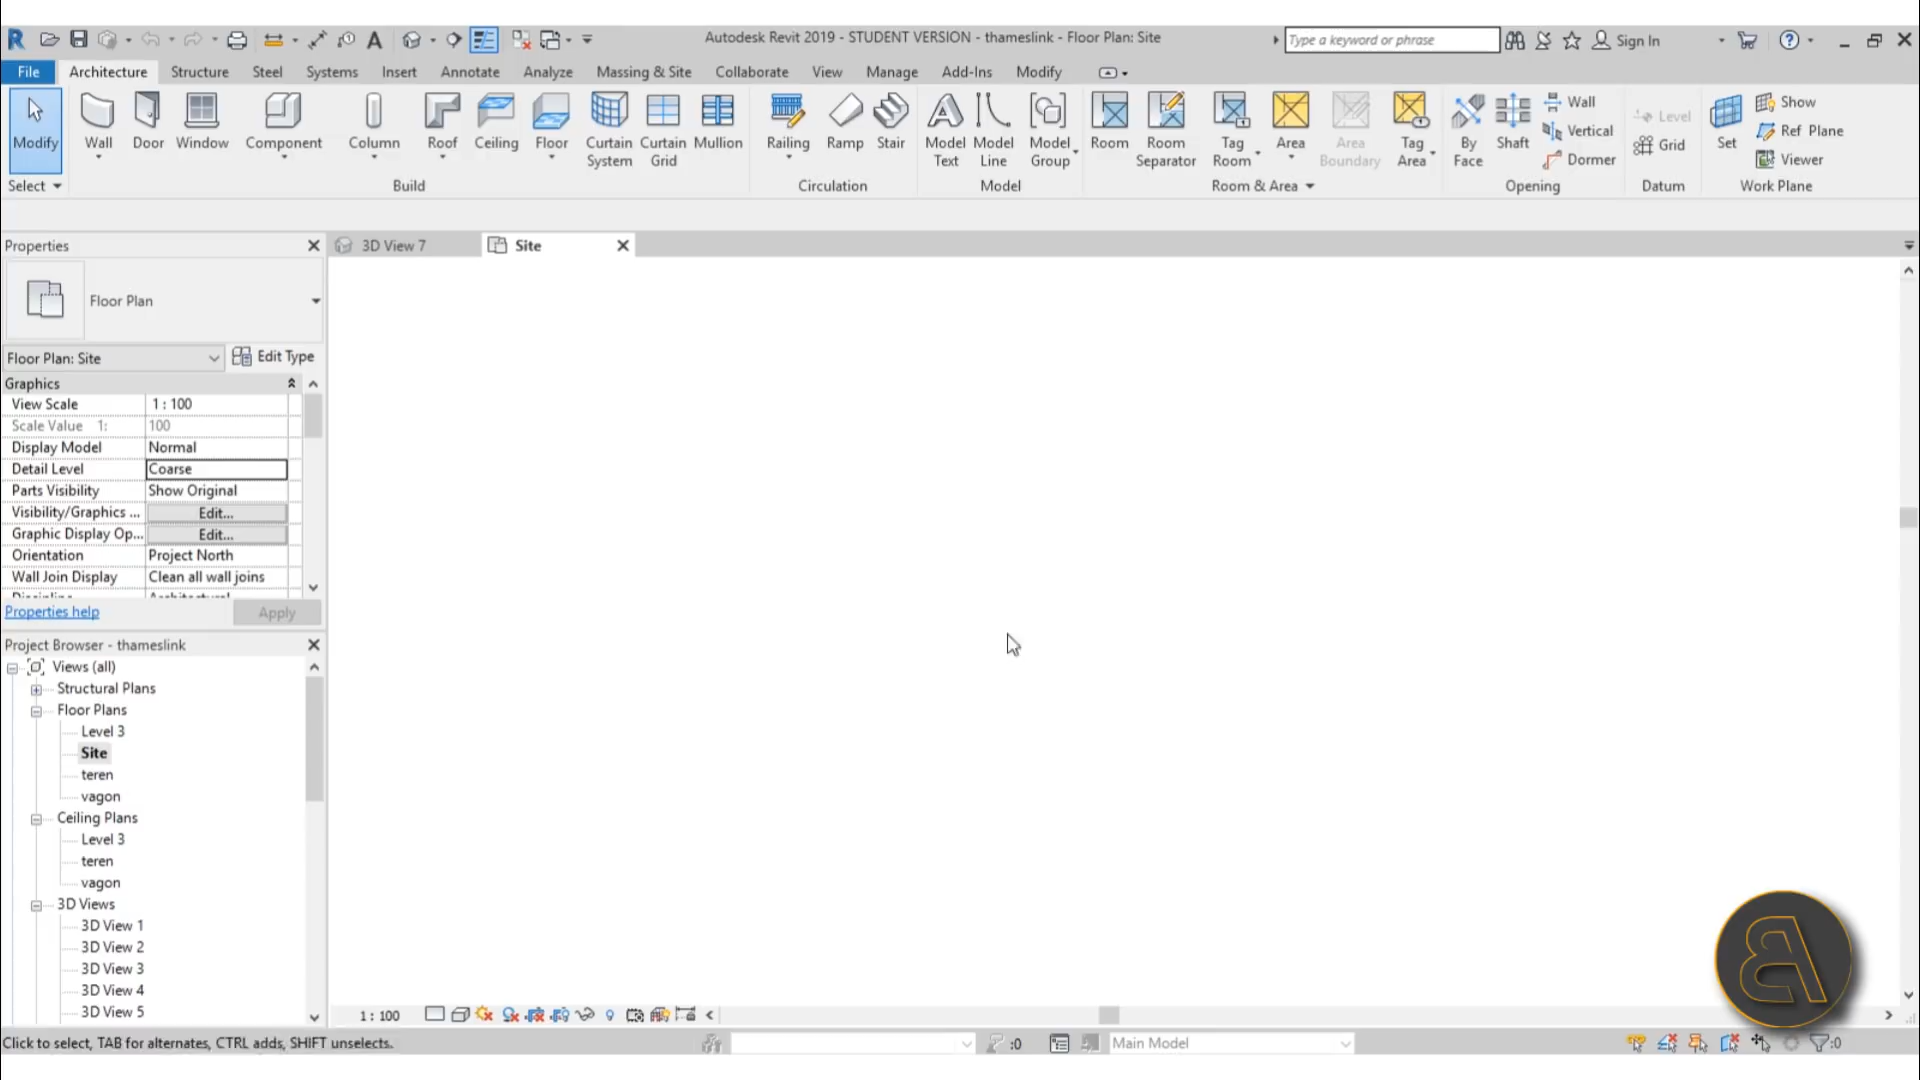 Autodesk Revit 2019 - STUDENT VERSION - thameslink - Floor Plan: Site
Type a keyword or phrase
Sign In
File Architecture Structure Steel Systems Insert Annotate Analyze Massing & Site Collaborate View Manage Add-Ins Modify
Modify
Wall
Door
Window
Component
Column
Roof
Ceiling
Floor
Curtain System
Curtain Grid
Mullion
Railing
Ramp
Stair
Model Text
Model Line
Model Group
Room
Room Separator
Tag Room
Area
Area Boundary
Tag Area
By Face
Shaft
Wall
Vertical
Dormer
Level
Grid
Set
Show
Ref Plane
Viewer
Select Build Circulation Model Room & Area Opening Datum Work Plane
Properties
3D View 7
Site
Floor Plan
Floor Plan: Site
Edit Type
Graphics
View Scale 1 : 100
Scale Value 1: 100
Display Model Normal
Detail Level Coarse
Parts Visibility Show Original
Visibility/Graphics ... Edit...
Graphic Display Op... Edit...
Orientation Project North
Wall Join Display Clean all wall joins
Properties help
Apply
Project Browser - thameslink
Views (all)
Structural Plans
Floor Plans
Level 3
Site
teren
vagon
Ceiling Plans
Level 3
teren
vagon
3D Views
3D View 1
3D View 2
3D View 3
3D View 4
3D View 5
1 : 100
Click to select, TAB for alternates, CTRL adds, SHIFT unselects.
:0
Main Model
:0